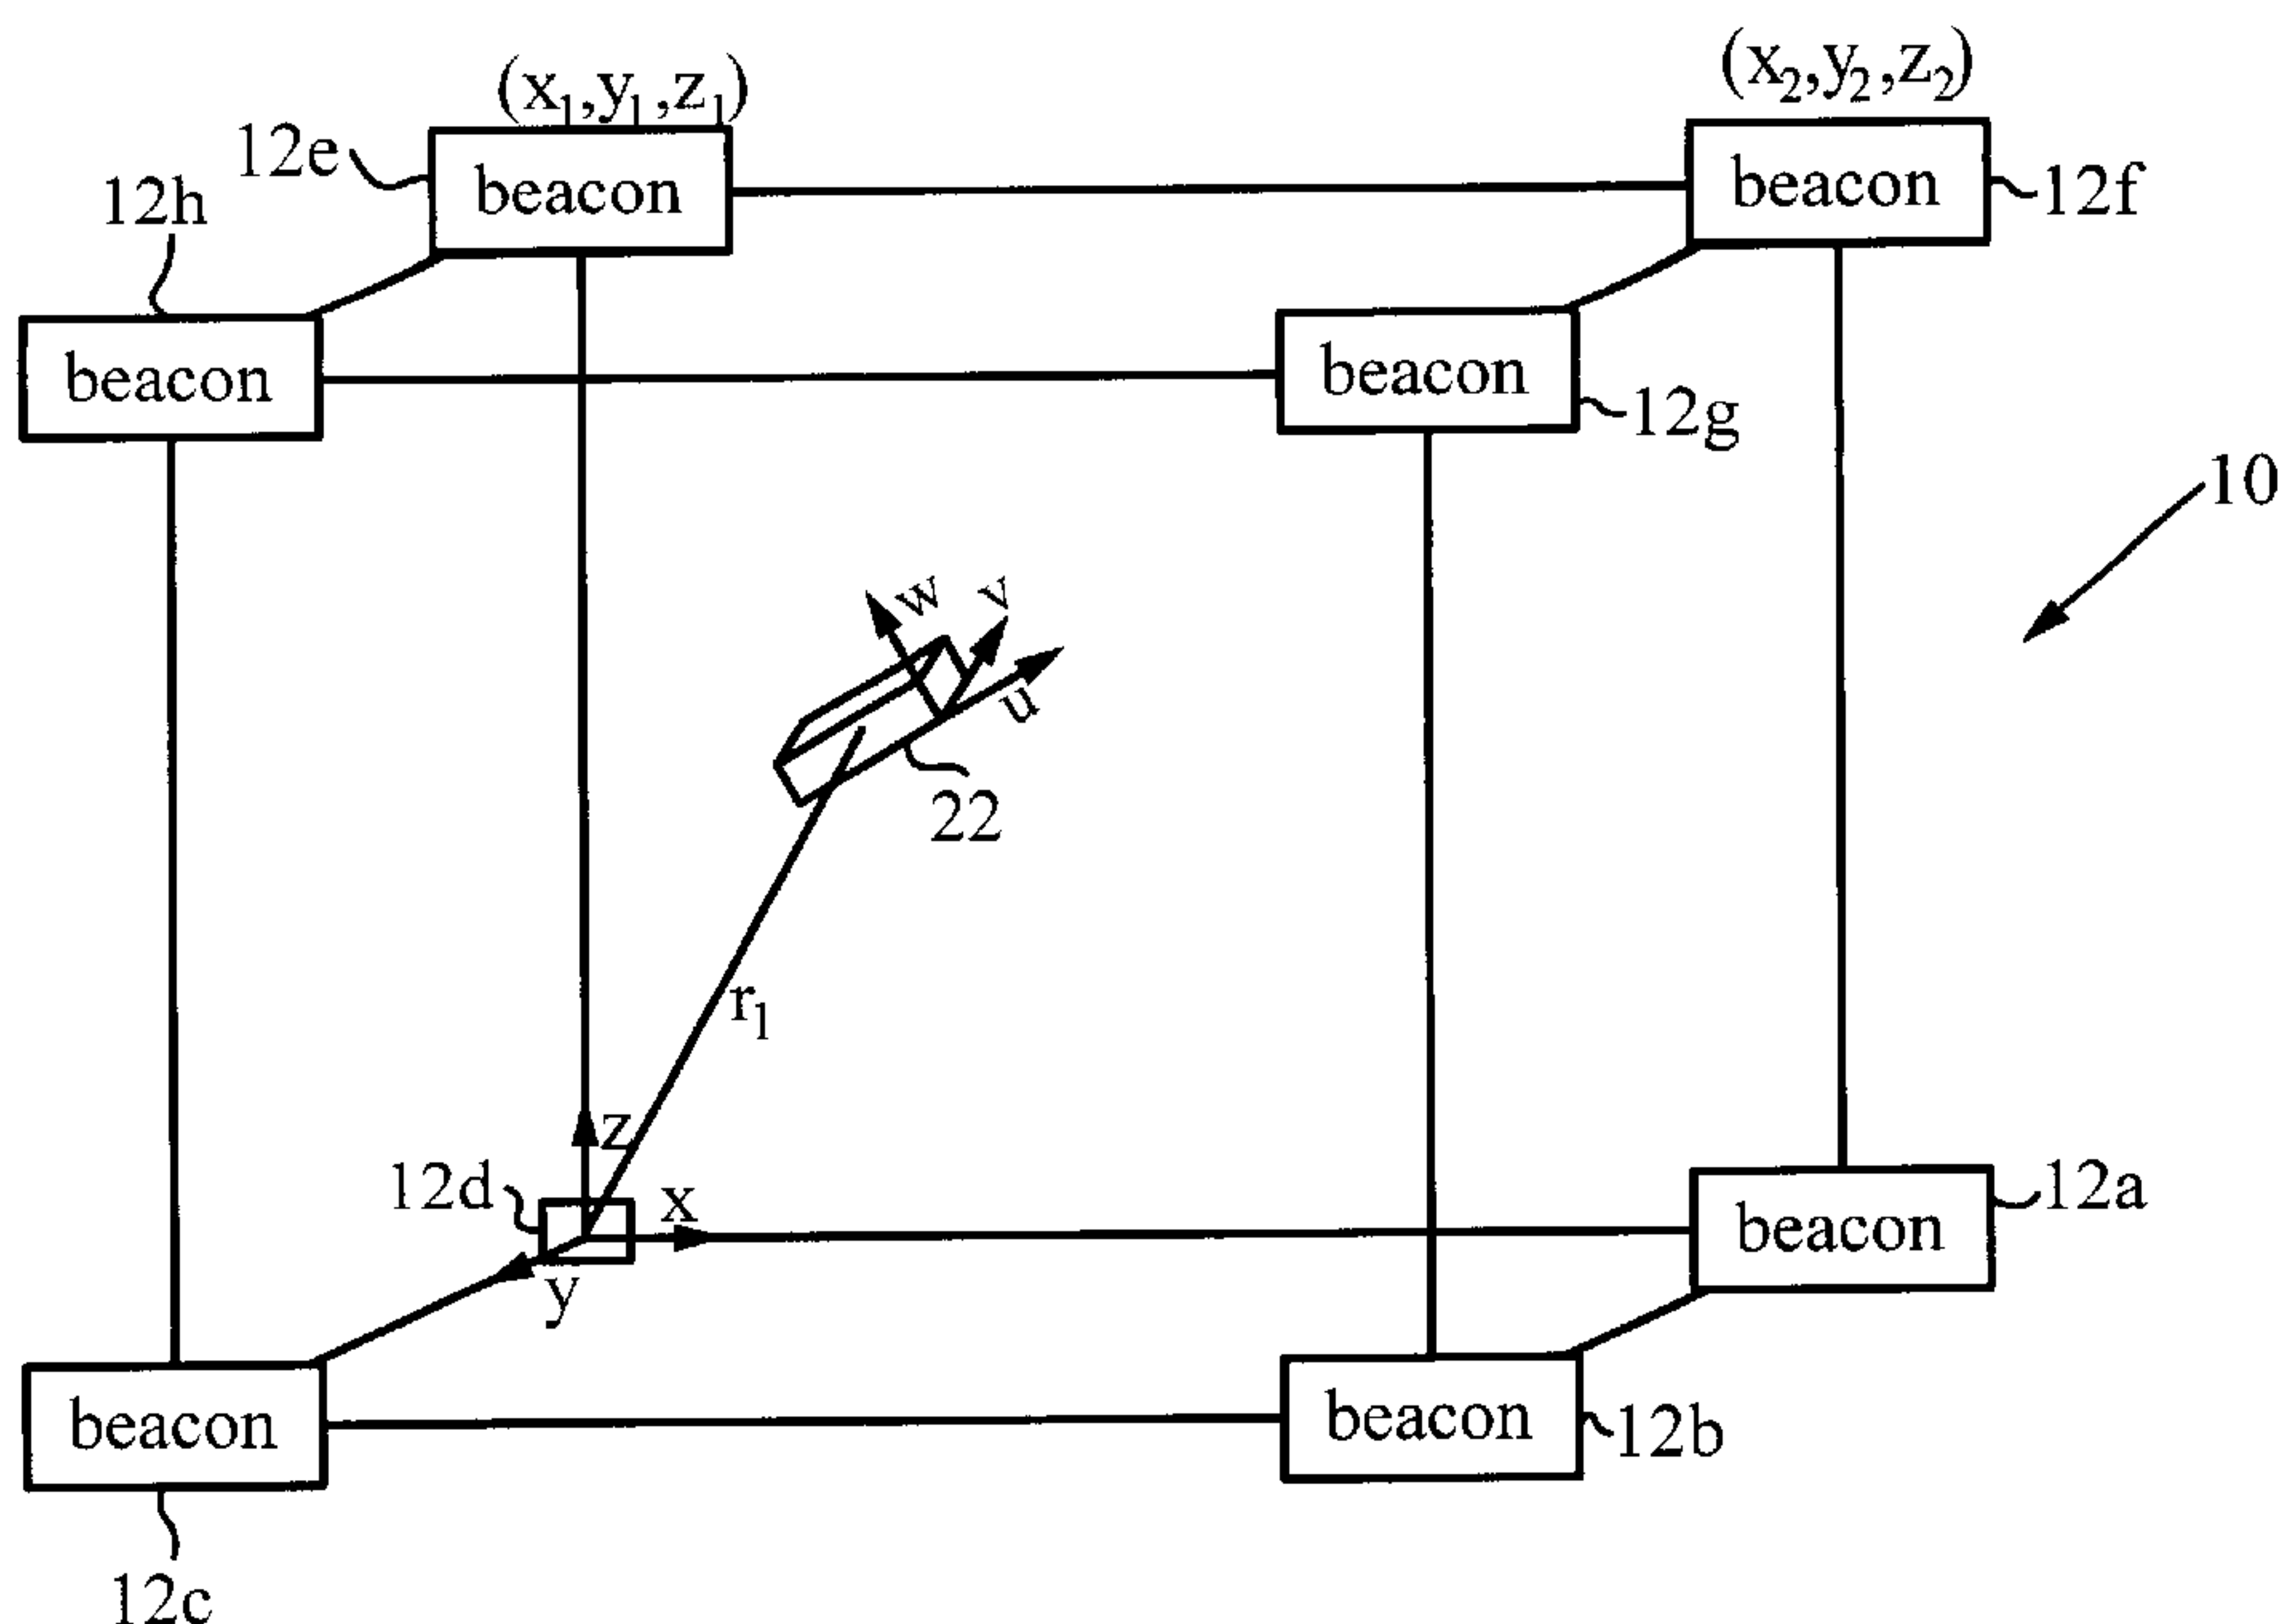 (x₁,y₁,z₁)
(x₂,y₂,z₂)
12e
beacon
beacon
12f
12h
beacon
beacon
12g
10
w
v
u
22
r₁
z
12d
x
y
beacon
12a
beacon
beacon
12b
12c